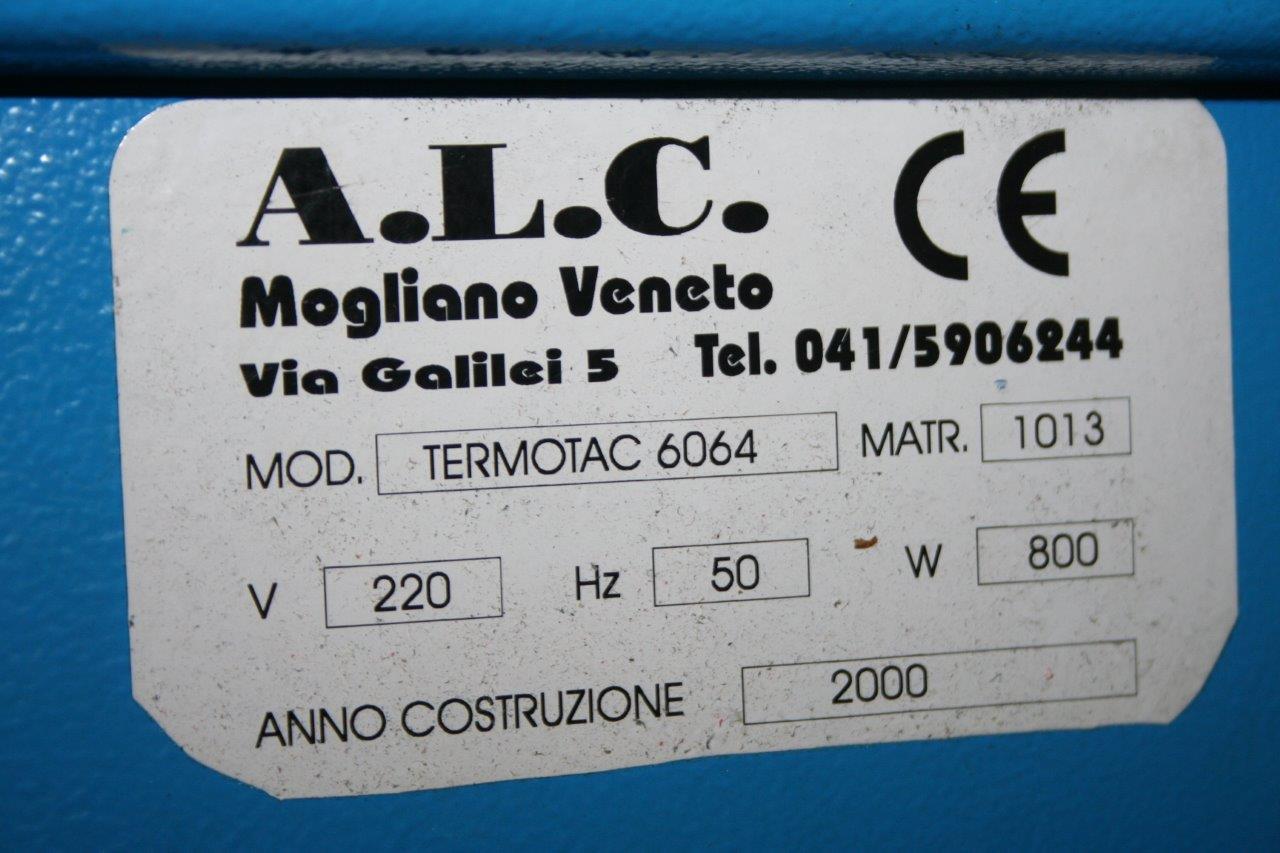 A.L.C. CE
Mogliano Veneto
Via Galilei 5 Tel. 041/5906244
MOD. TERMOTAC 6064 MATR. 1013
V 220 Hz 50 W 800
ANNO COSTRUZIONE 2000